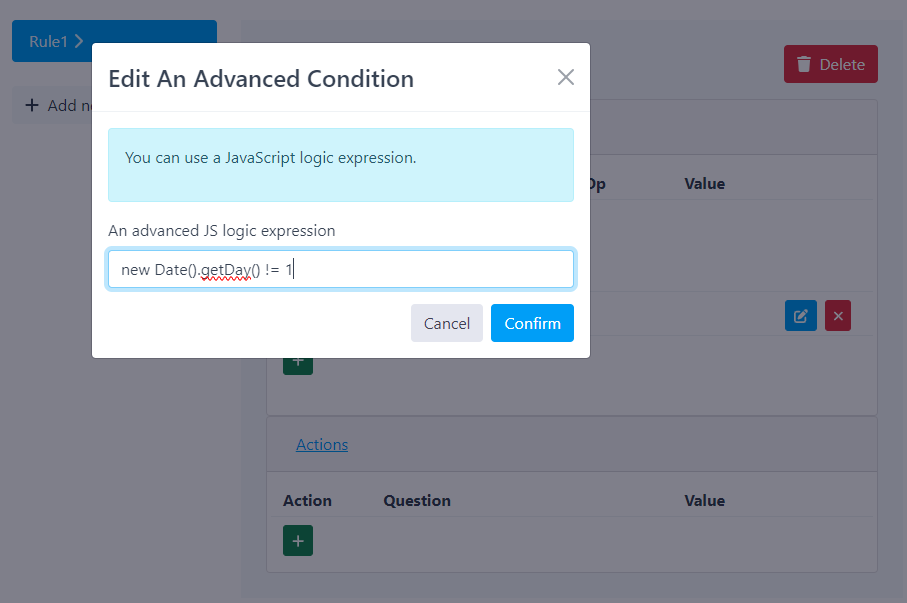 Rule1
Delete
Edit An Advanced Condition
Add
You can use a JavaScript logic expression.
Value
An advanced JS logic expression
new Date().getDay() != 1
Cancel
Confirm
Actions
Action
Question
Value